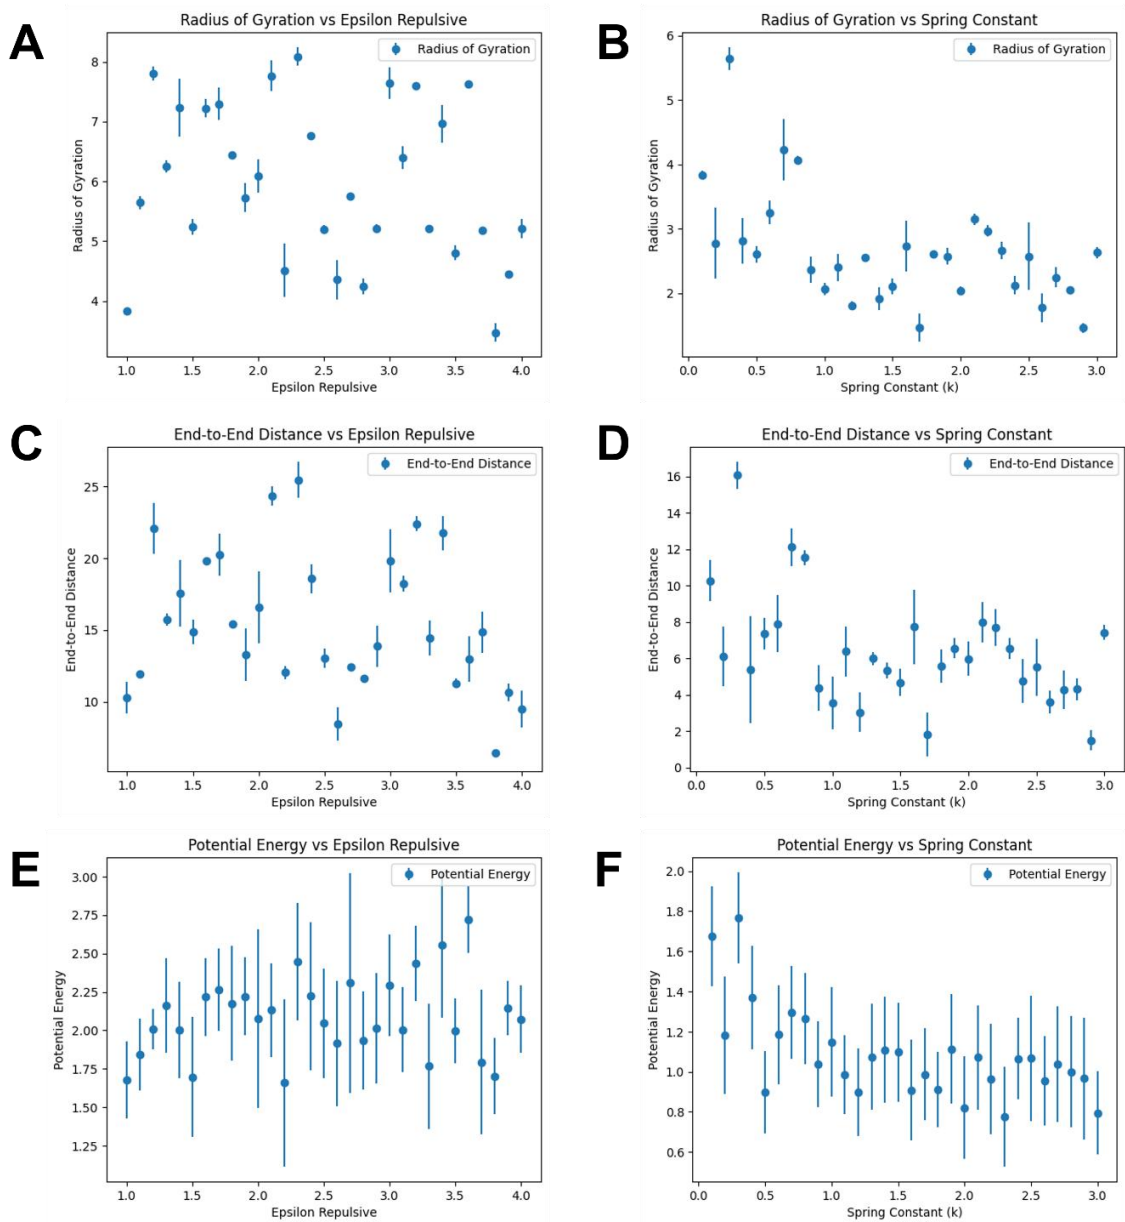 A
Radius of Gyration vs Epsilon Repulsive
Radius of Gyration
8
7
6
5
4
Radius of Gyration
1.0 1.5 2.0 2.5 3.0 3.5 4.0
Epsilon Repulsive
B
Radius of Gyration vs Spring Constant
Radius of Gyration
6
5
4
3
2
Radius of Gyration
0.0 0.5 1.0 1.5 2.0 2.5 3.0
Spring Constant (k)
C
End-to-End Distance vs Epsilon Repulsive
End-to-End Distance
25
20
15
10
End-to-End Distance
1.0 1.5 2.0 2.5 3.0 3.5 4.0
Epsilon Repulsive
D
End-to-End Distance vs Spring Constant
End-to-End Distance
16
14
12
10
8
6
4
2
0
End-to-End Distance
0.0 0.5 1.0 1.5 2.0 2.5 3.0
Spring Constant (k)
E
Potential Energy vs Epsilon Repulsive
Potential Energy
3.00
2.75
2.50
2.25
2.00
1.75
1.50
1.25
Potential Energy
1.0 1.5 2.0 2.5 3.0 3.5 4.0
Epsilon Repulsive
F
Potential Energy vs Spring Constant
Potential Energy
2.0
1.8
1.6
1.4
1.2
1.0
0.8
0.6
Potential Energy
0.0 0.5 1.0 1.5 2.0 2.5 3.0
Spring Constant (k)